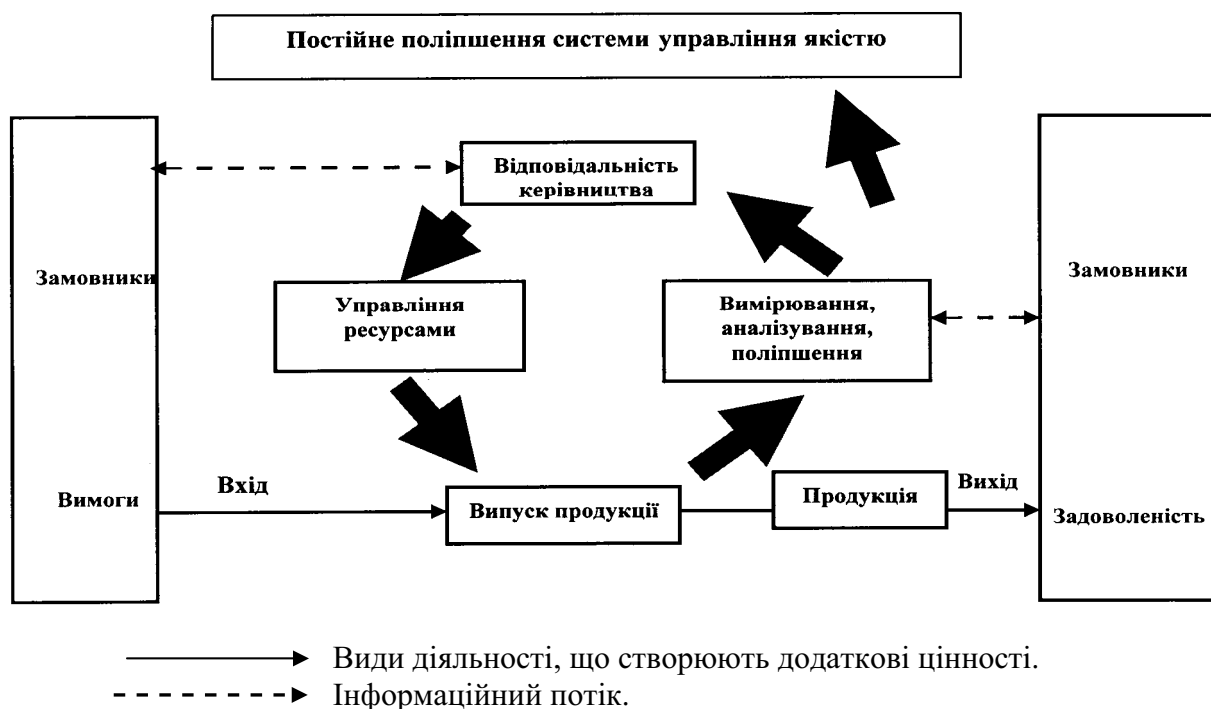 Постійне поліпшення системи управління якістю
Відповідальність
керівництва
Замовники
Управління
ресурсами
Вимірювання,
аналізування,
поліпшення
Замовники
Вимоги
Вхід
Випуск продукції
Продукція
Вихід
Задоволеність
Види діяльності, що створюють додаткові цінності.
Інформаційний потік.